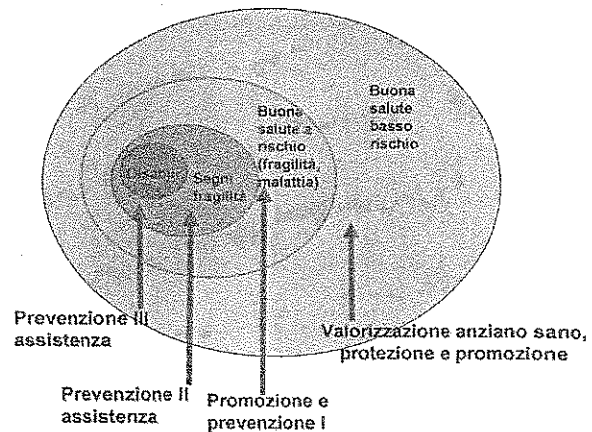 Buona
salute
basso
rischio
Buona
salute a
rischio
(fragilità,
malattia)
Segni
fragilità
Prevenzione III
assistenza
Valorizzazione anziano sano,
protezione e promozione
Prevenzione II
assistenza
Promozione e
prevenzione I